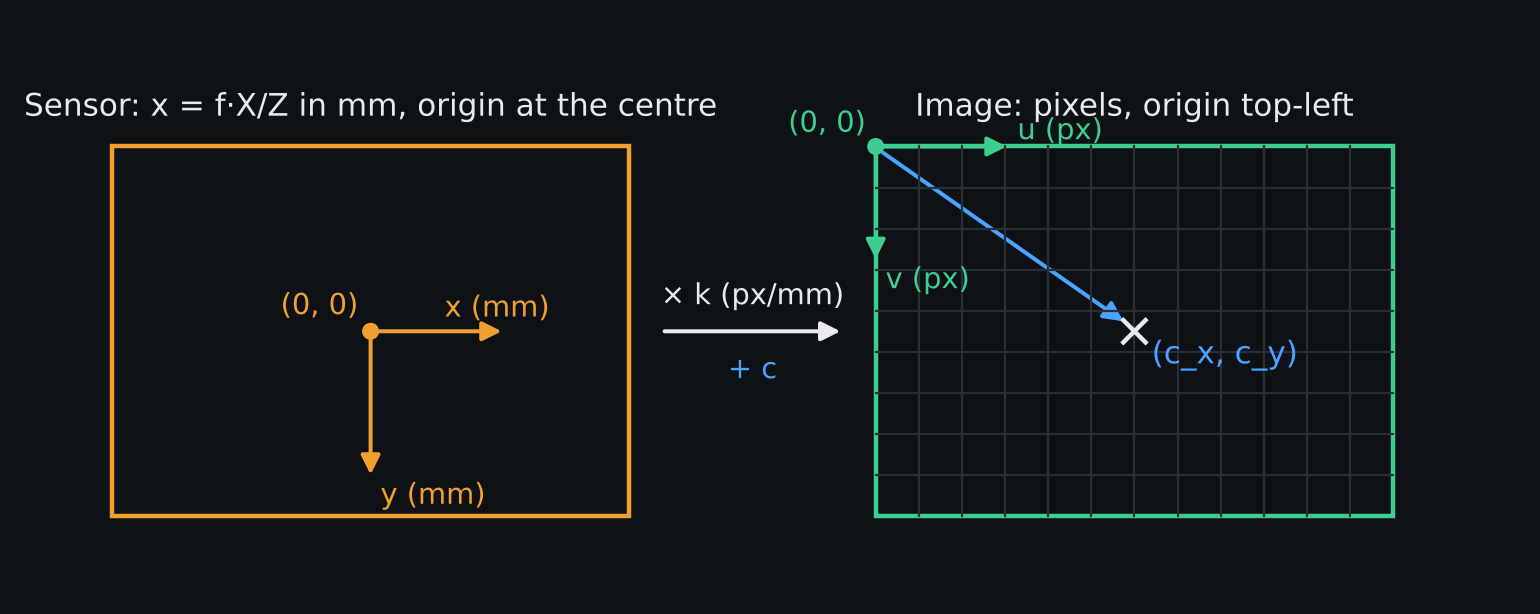 Sensor: x = f·X/Z in mm, origin at the centre
(0, 0)
x (mm)
y (mm)
× k (px/mm)
+ c
Image: pixels, origin top-left
(0, 0)
u (px)
v (px)
(c_x, c_y)